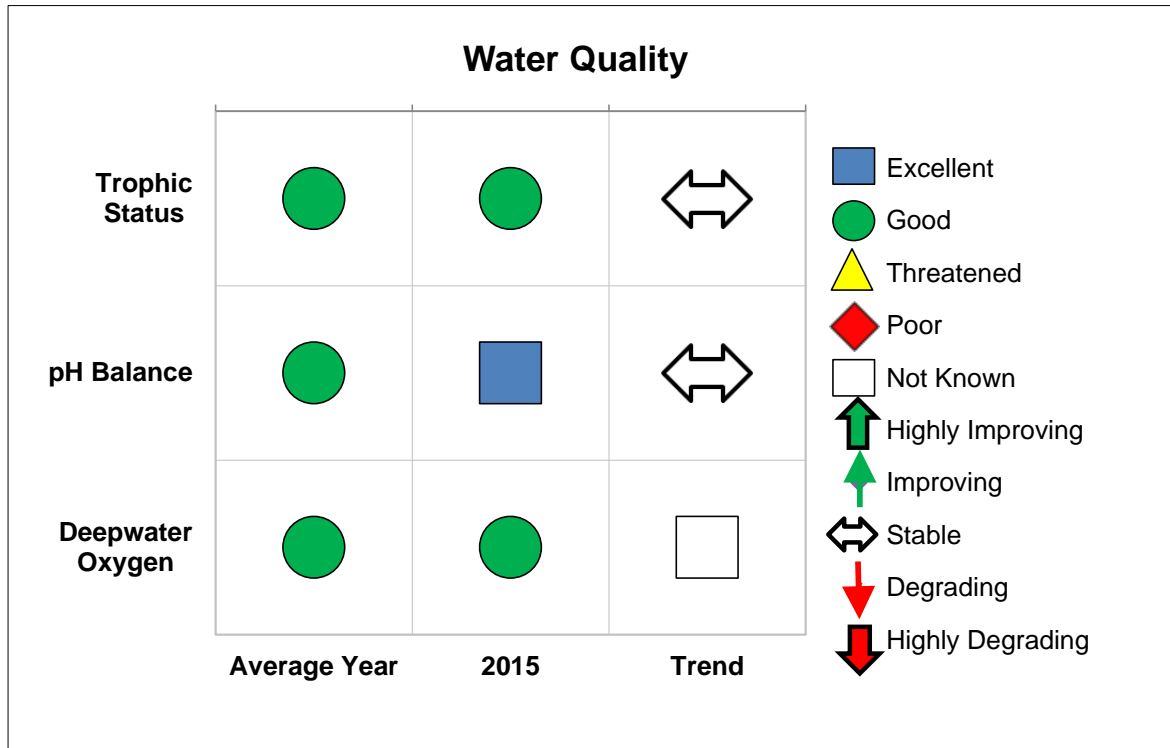 Water Quality
Trophic
Status
pH Balance
Deepwater
Oxygen
Average Year
2015
Trend
Excellent
Good
Threatened
Poor
Not Known
Highly Improving
Improving
Stable
Degrading
Highly Degrading